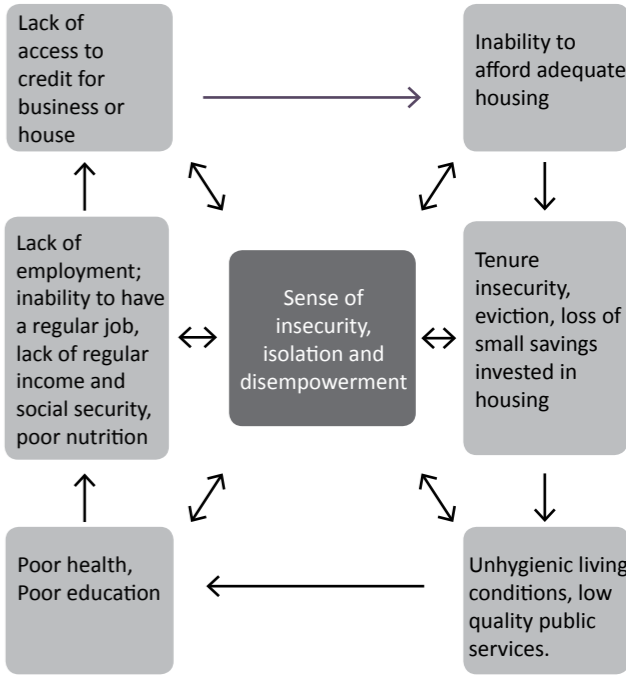 Lack of
access to
credit for
business or
house
Inability to
afford adequate
housing
Lack of
employment;
inability to have
a regular job,
lack of regular
income and
social security,
poor nutrition
Sense of
insecurity,
isolation and
disempowerment
Tenure
insecurity,
eviction, loss of
small savings
invested in
housing
Poor health,
Poor education
Unhygienic living
conditions, low
quality public
services.